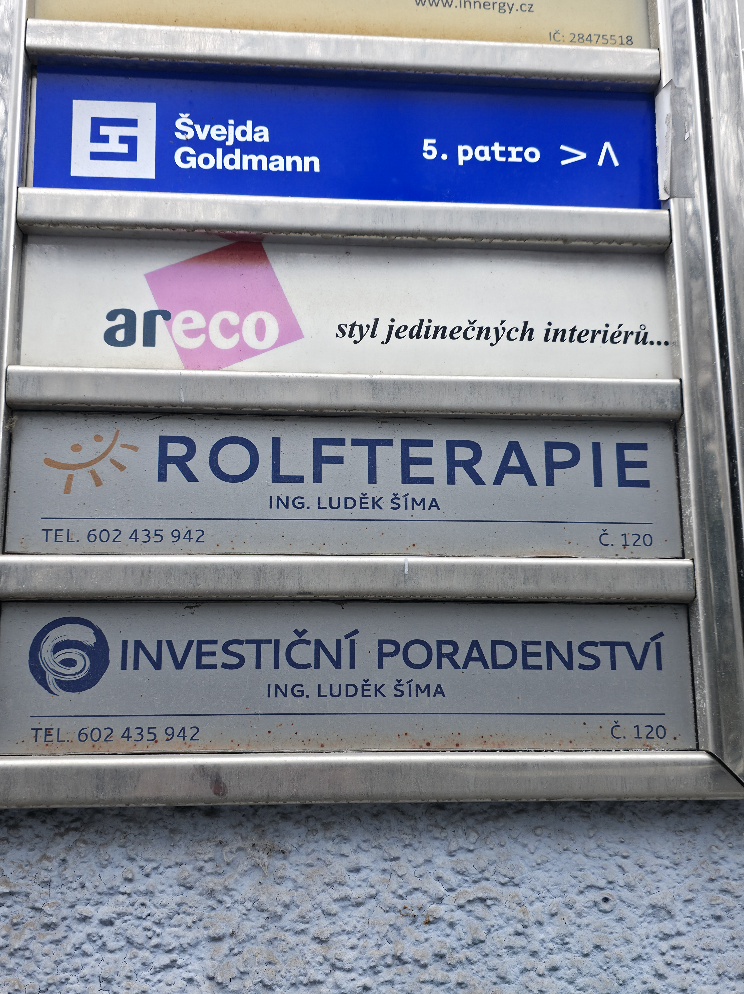 www.innergy.cz
IČ: 28475518
Švejda
Goldmann
5. patro > Λ
areco
styl jedinečných interiérů...
ROLFTERAPIE
ING. LUDĚK ŠÍMA
TEL. 602 435 942
Č. 120
INVESTIČNÍ PORADENSTVÍ
ING. LUDĚK ŠÍMA
TEL. 602 435 942
Č. 120